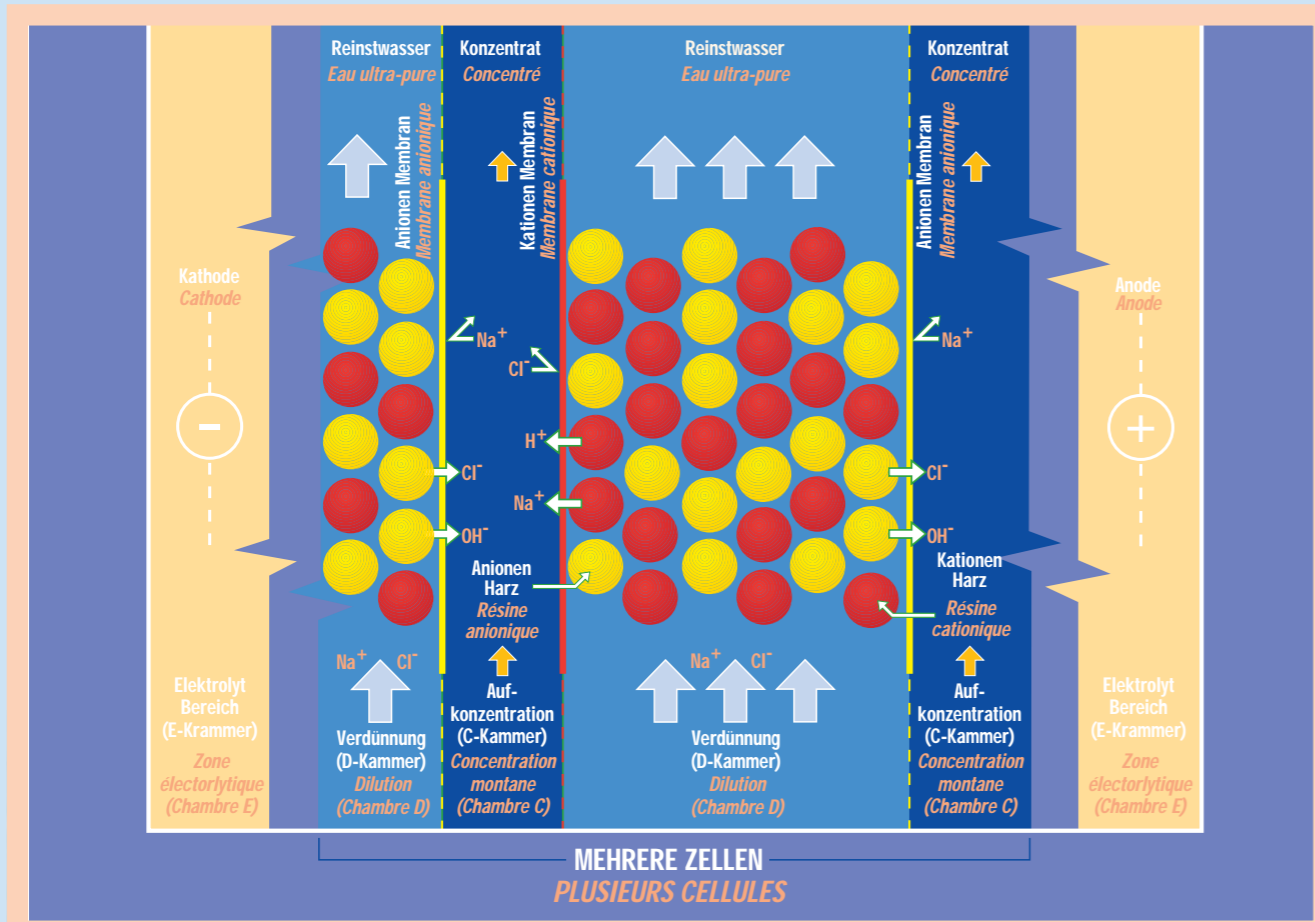 Reinstwasser
Eau ultra-pure
Konzentrat
Concentré
Reinstwasser
Eau ultra-pure
Konzentrat
Concentré
Anionen Membran
Membrane anionique
Kationen Membran
Membrane cationique
Anionen Membran
Membrane anionique
Kathode
Cathode
-
Anode
Anode
+
Na+
Cl-
H+
Na+
Cl-
OH-
Na+
Cl-
OH-
Anionen
Harz
Résine
anionique
Kationen
Harz
Résine
cationique
Na+ Cl-
Na+ Cl-
Elektrolyt
Bereich
(E-Krammer)
Zone
électorlytique
(Chambre E)
Verdünnung
(D-Kammer)
Dilution
(Chambre D)
Auf-
konzentration
(C-Kammer)
Concentration
montane
(Chambre C)
Verdünnung
(D-Kammer)
Dilution
(Chambre D)
Auf-
konzentration
(C-Kammer)
Concentration
montane
(Chambre C)
Elektrolyt
Bereich
(E-Krammer)
Zone
électorlytique
(Chambre E)
MEHRERE ZELLEN
PLUSIEURS CELLULES